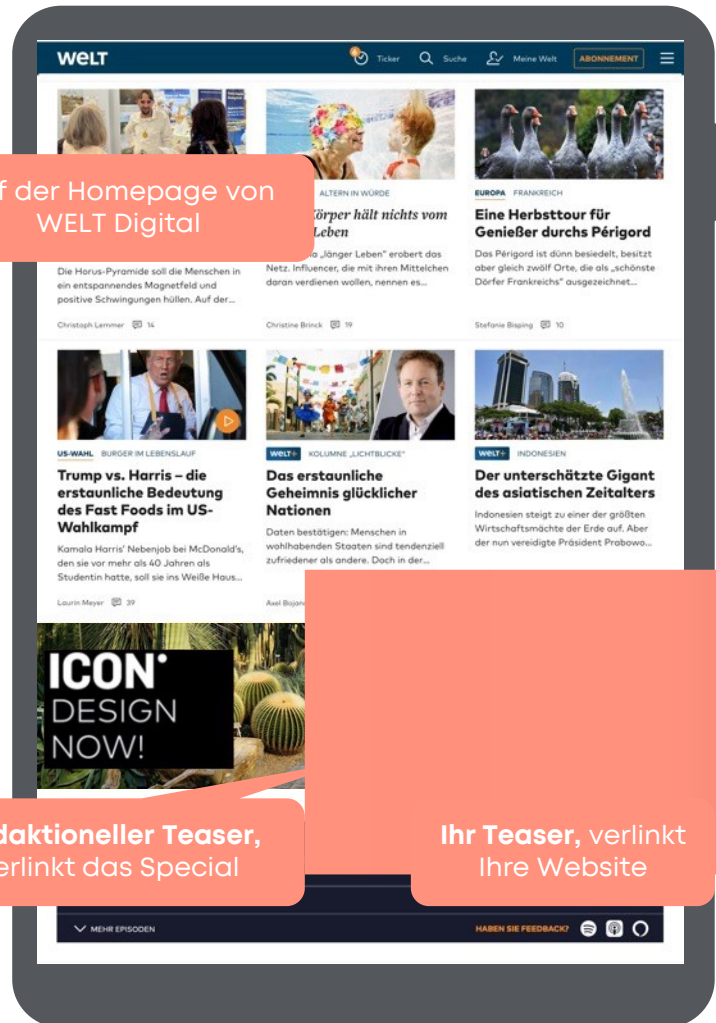 WELT
6
Ticker
Suche
Meine Welt
ABONNEMENT
f der Homepage von
WELT Digital
Die Horus-Pyramide soll die Menschen in
ein entspannendes Magnetfeld und
positive Schwingungen hüllen. Auf der...
Christoph Lemmer 14
ALTERN IN WÜRDE
Körper hält nichts vom
Leben
„länger Leben“ erobert das
Netz. Influencer, die mit ihren Mittelchen
daran verdienen wollen, nennen es...
Christine Brinck 19
EUROPA FRANKREICH
Eine Herbsttour für
Genießer durchs Périgord
Das Périgord ist dünn besiedelt, besitzt
aber gleich zwölf Orte, die als „schönste
Dörfer Frankreichs“ ausgezeichnet...
Stefanie Bisping 10
US-WAHL BURGER IM LEBENSLAUF
Trump vs. Harris – die
erstaunliche Bedeutung
des Fast Foods im US-
Wahlkampf
Kamala Harris’ Nebenjob bei McDonald’s,
den sie vor mehr als 40 Jahren als
Studentin hatte, soll sie ins Weiße Haus...
Laurin Meyer 39
WELT+ KOLUMNE „LICHTBLICKE“
Das erstaunliche
Geheimnis glücklicher
Nationen
Daten bestätigen: Menschen in
wohlhabenden Staaten sind tendenziell
zufriedener als andere. Doch in der...
Axel Bojan
WELT+ INDONESIEN
Der unterschätzte Gigant
des asiatischen Zeitalters
Indonesien steigt zu einer der größten
Wirtschaftsmächte der Erde auf. Aber
der nun vereidigte Präsident Prabowo...
ICON
DESIGN
NOW!
daktioneller Teaser,
erlinkt das Special
Ihr Teaser, verlinkt
Ihre Website
MEHR EPISODEN
HABEN SIE FEEDBACK?